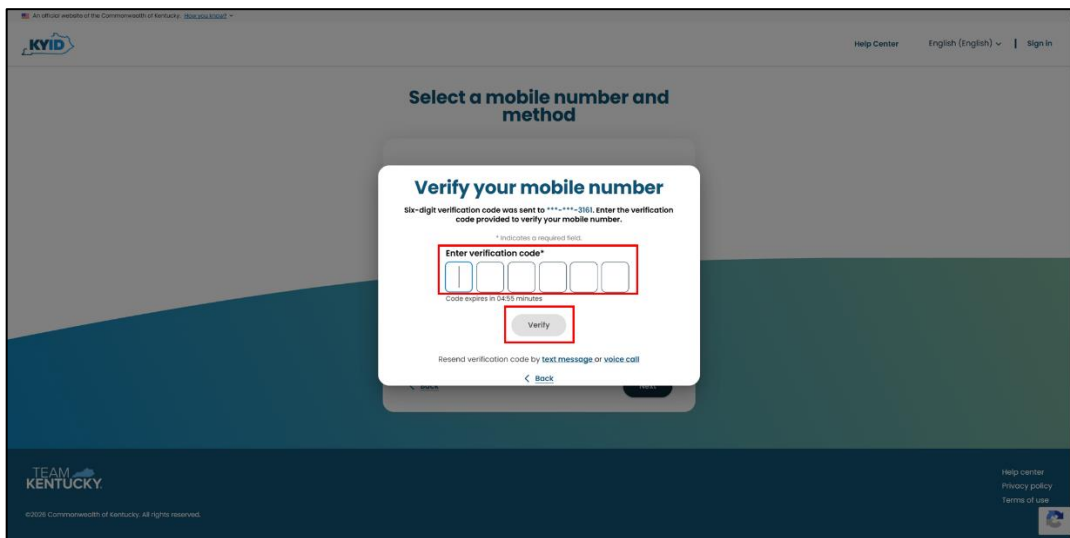 An official website of the Commonwealth of Kentucky. How you know?
KYID
Help Center English (English) | Sign in
Select a mobile number and
method
Verify your mobile number
Six-digit verification code was sent to ***-***-3161. Enter the verification
code provided to verify your mobile number.
* Indicates a required field.
Enter verification code*
Code expires in 04:55 minutes
Verify
Resend verification code by text message or voice call
< Back
< Back Next
TEAM
KENTUCKY.
Help center
Privacy policy
Terms of use
©2025 Commonwealth of Kentucky. All rights reserved.